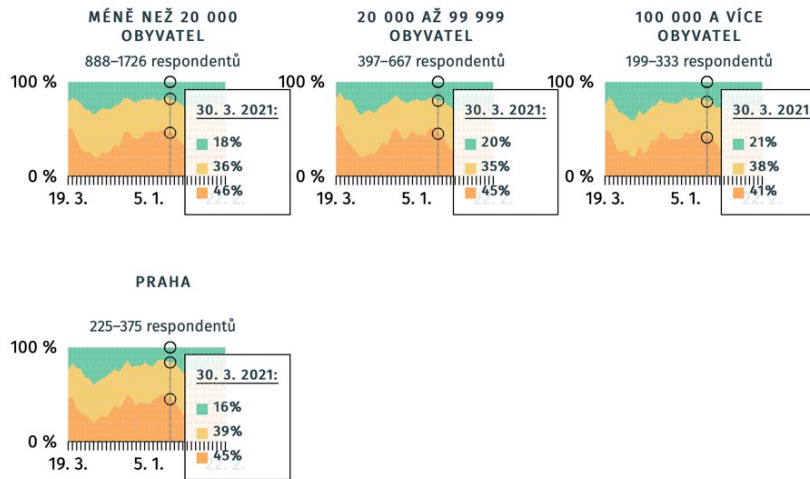 MÉNĚ NEŽ 20 000
OBYVATEL
888–1726 respondentů
100 %
30. 3. 2021:
18%
36%
46%
0 %
19. 3.
5. 1.
22. 2.
20 000 AŽ 99 999
OBYVATEL
397–667 respondentů
100 %
30. 3. 2021:
20%
35%
45%
0 %
19. 3.
5. 1.
22. 2.
100 000 A VÍCE
OBYVATEL
199–333 respondentů
100 %
30. 3. 2021
21%
38%
41%
0 %
19. 3.
5. 1.
22. 2.
PRAHA
225–375 respondentů
100 %
30. 3. 2021:
16%
39%
45%
0 %
19. 3.
5. 1.
22. 2.